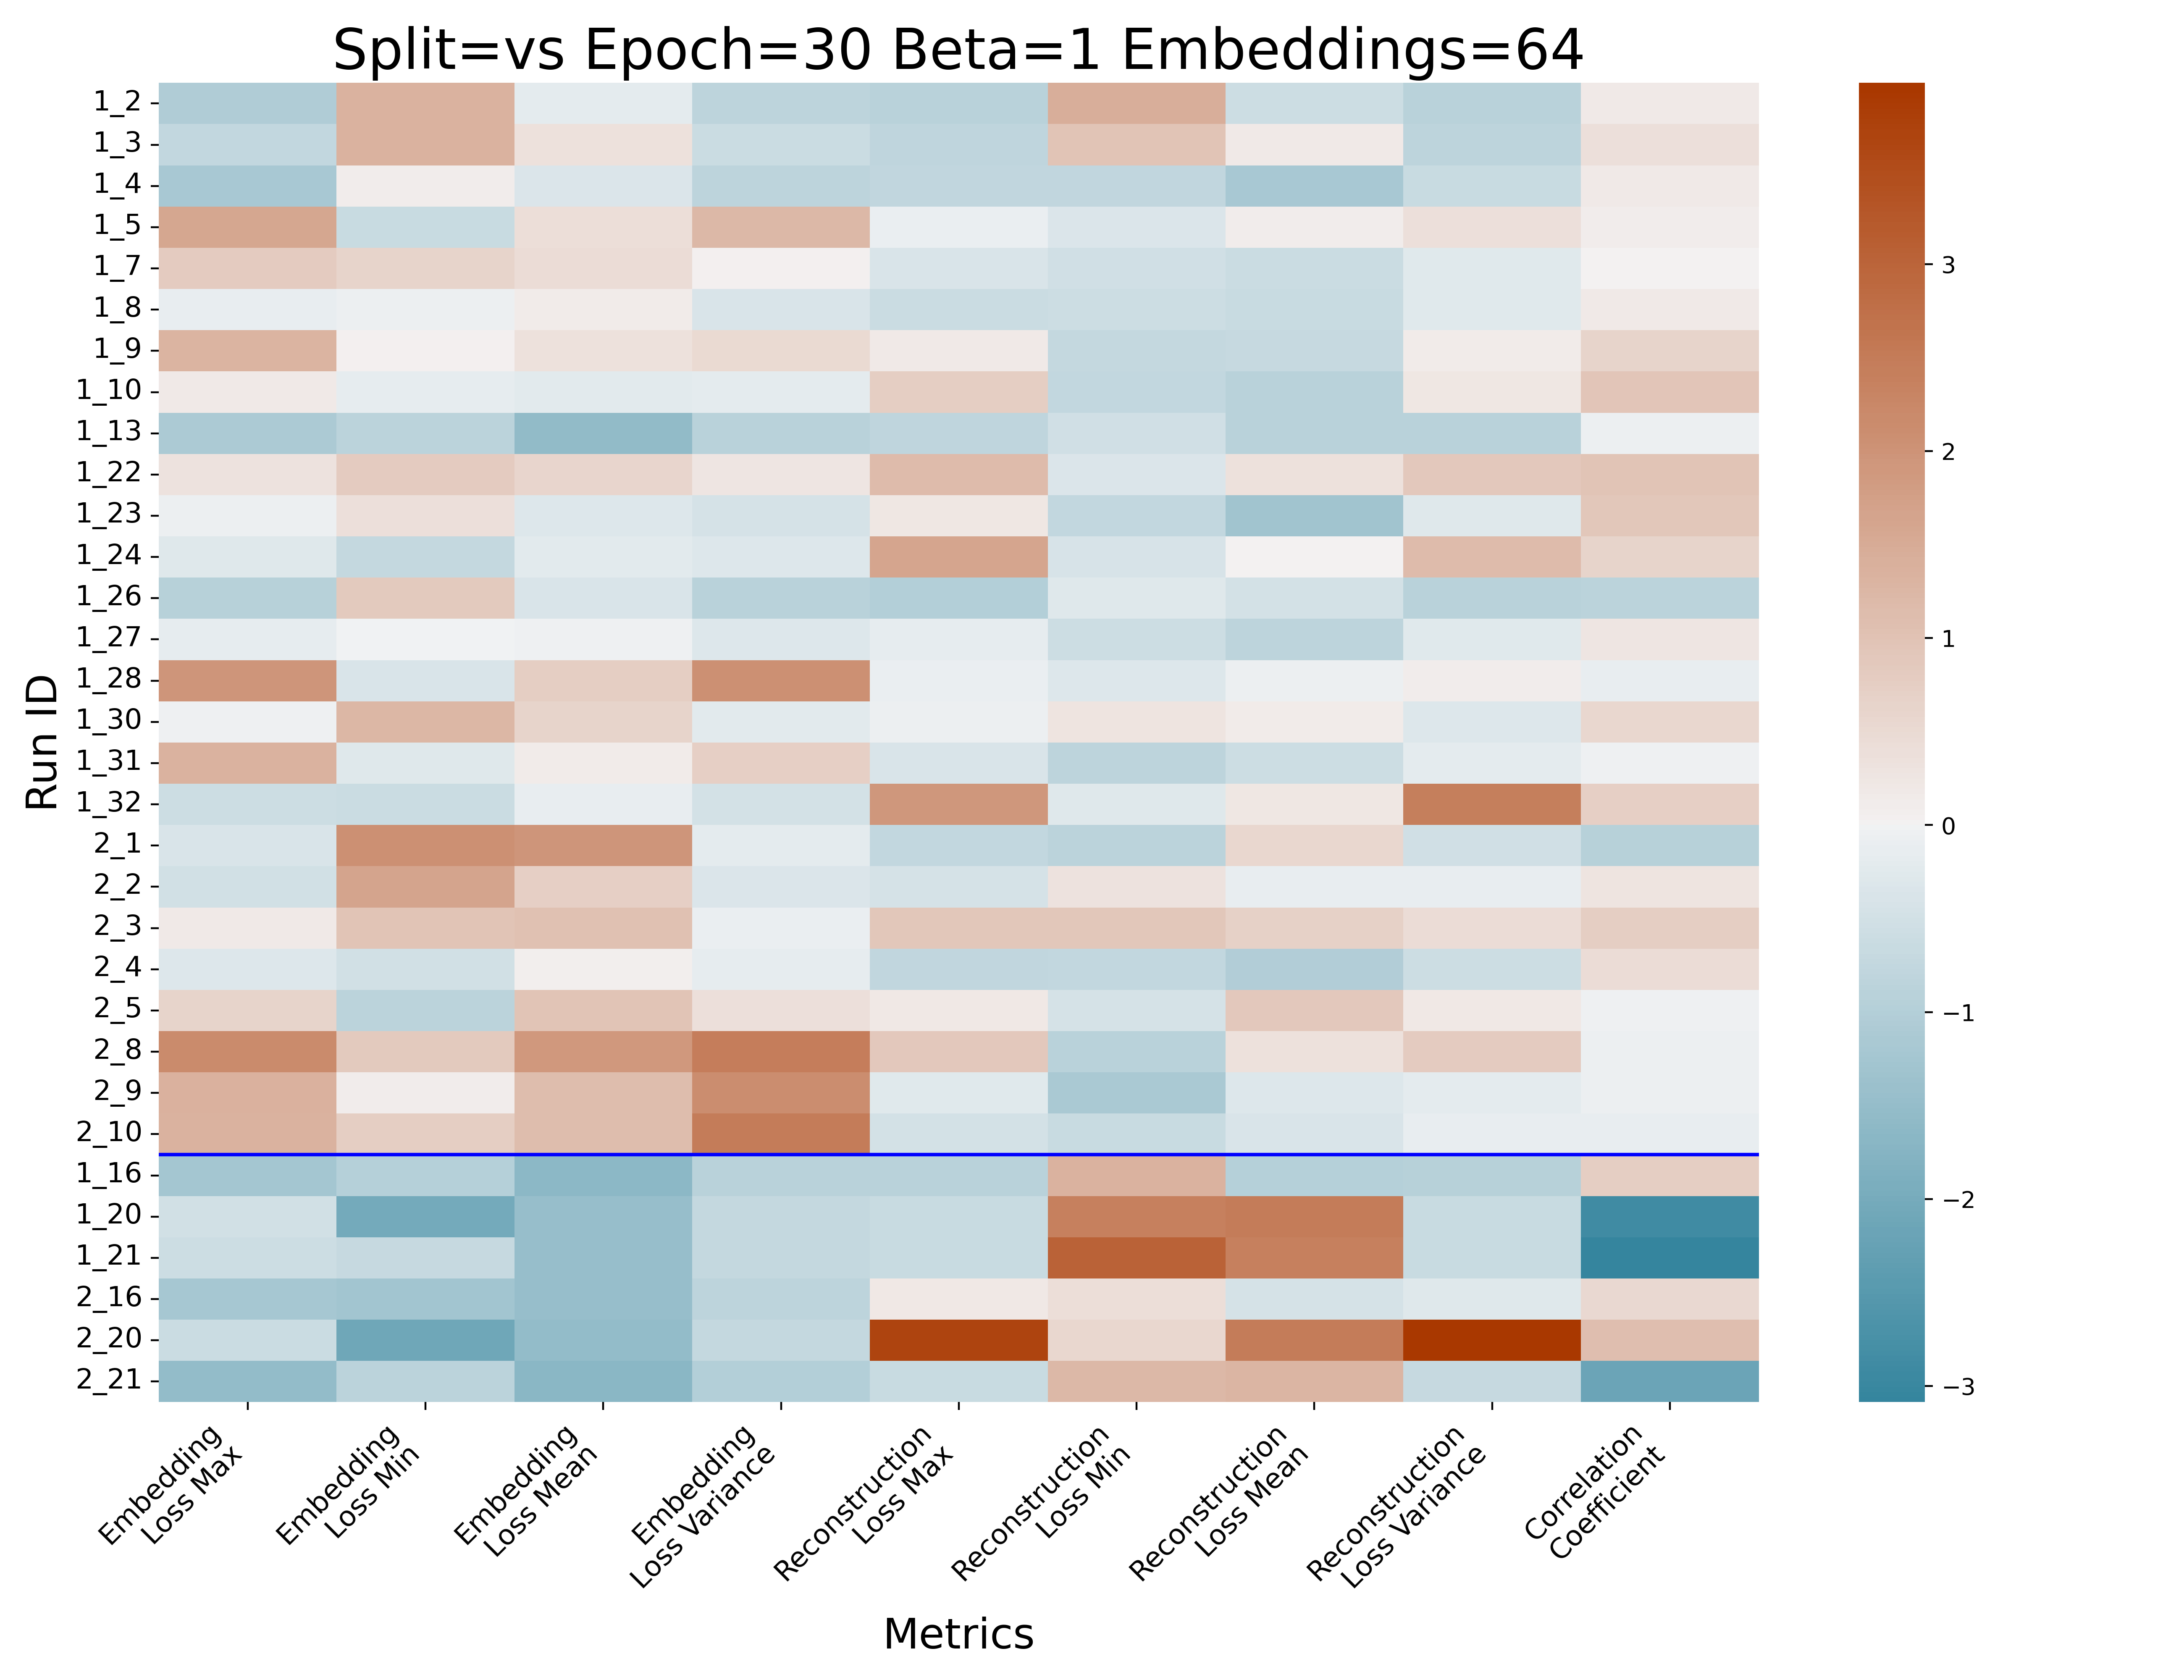 Split=vs Epoch=30 Beta=1 Embeddings=64
Run ID
1_2
1_3
1_4
1_5
1_7
1_8
1_9
1_10
1_13
1_22
1_23
1_24
1_26
1_27
1_28
1_30
1_31
1_32
2_1
2_2
2_3
2_4
2_5
2_8
2_9
2_10
1_16
1_20
1_21
2_16
2_20
2_21
Embedding
Loss Max
Embedding
Loss Min
Embedding
Loss Mean
Embedding
Loss Variance
Reconstruction
Loss Max
Reconstruction
Loss Min
Reconstruction
Loss Mean
Reconstruction
Loss Variance
Correlation
Coefficient
Metrics
3
2
1
0
−1
−2
−3